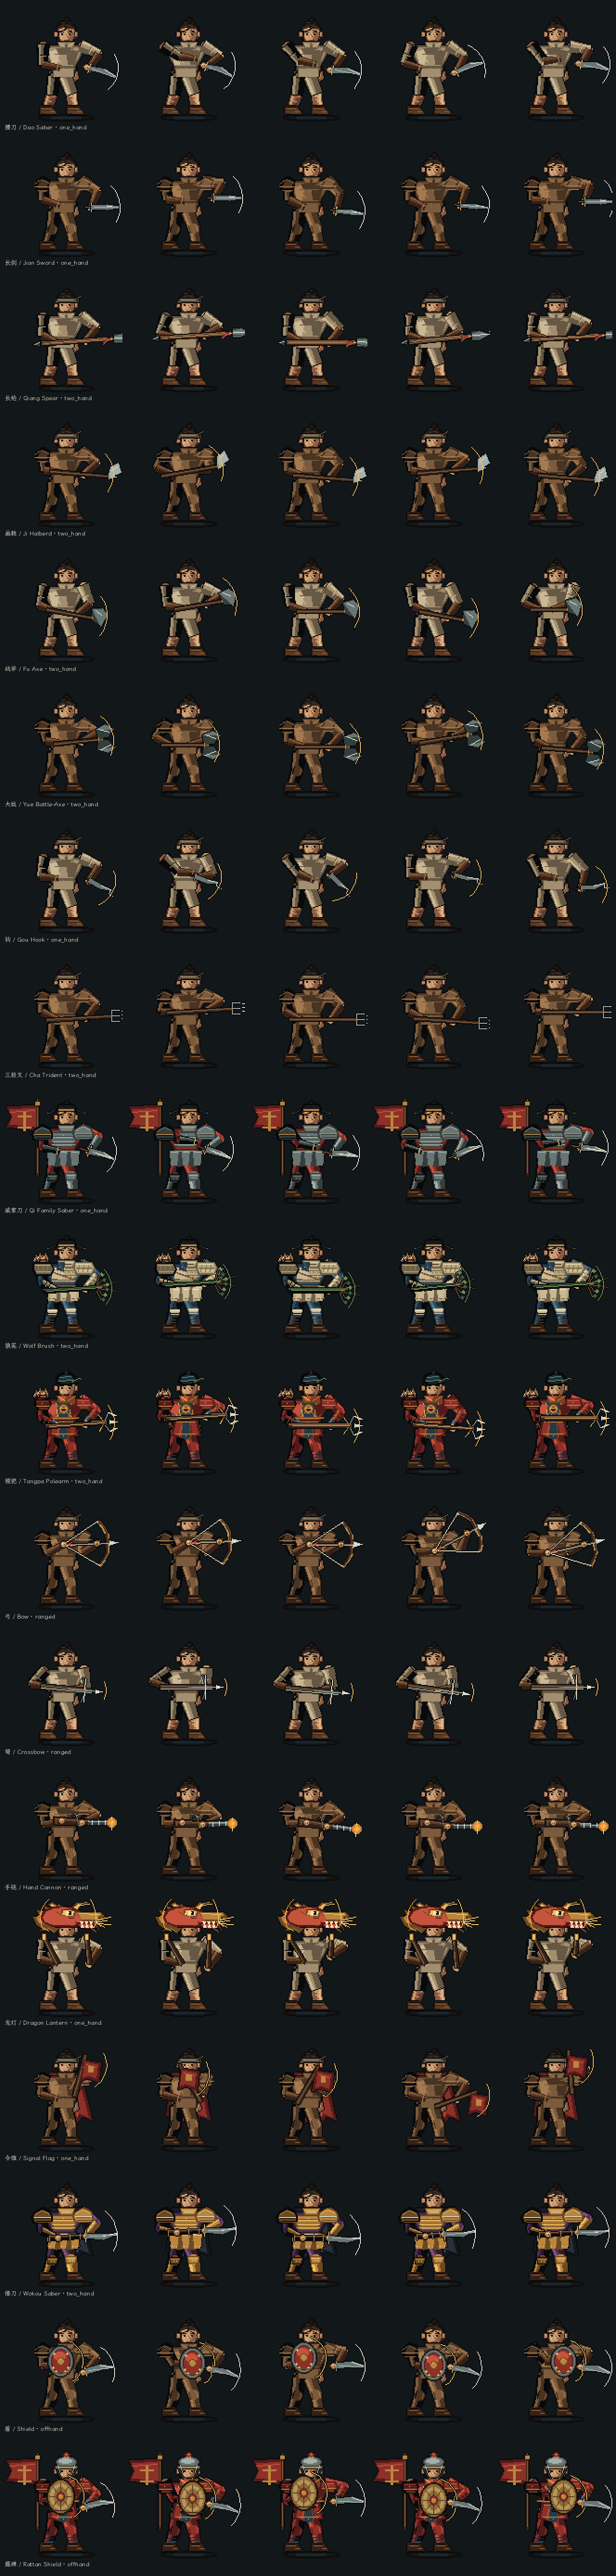 腰刀 / Dao Saber · one_hand
长剑 / Jian Sword · one_hand
长枪 / Qiang Spear · two_hand
画戟 / Ji Halberd · two_hand
战斧 / Fu Axe · two_hand
大钺 / Yue Battle-Axe · two_hand
钩 / Gou Hook · one_hand
三股叉 / Cha Trident · two_hand
戚家刀 / Qi Family Saber · one_hand
狼筅 / Wolf Brush · two_hand
镋钯 / Tangpa Polearm · two_hand
弓 / Bow · ranged
弩 / Crossbow · ranged
手铳 / Hand Cannon · ranged
龙灯 / Dragon Lantern · one_hand
令旗 / Signal Flag · one_hand
倭刀 / Wokou Saber · two_hand
盾 / Shield · offhand
藤牌 / Rattan Shield · offhand